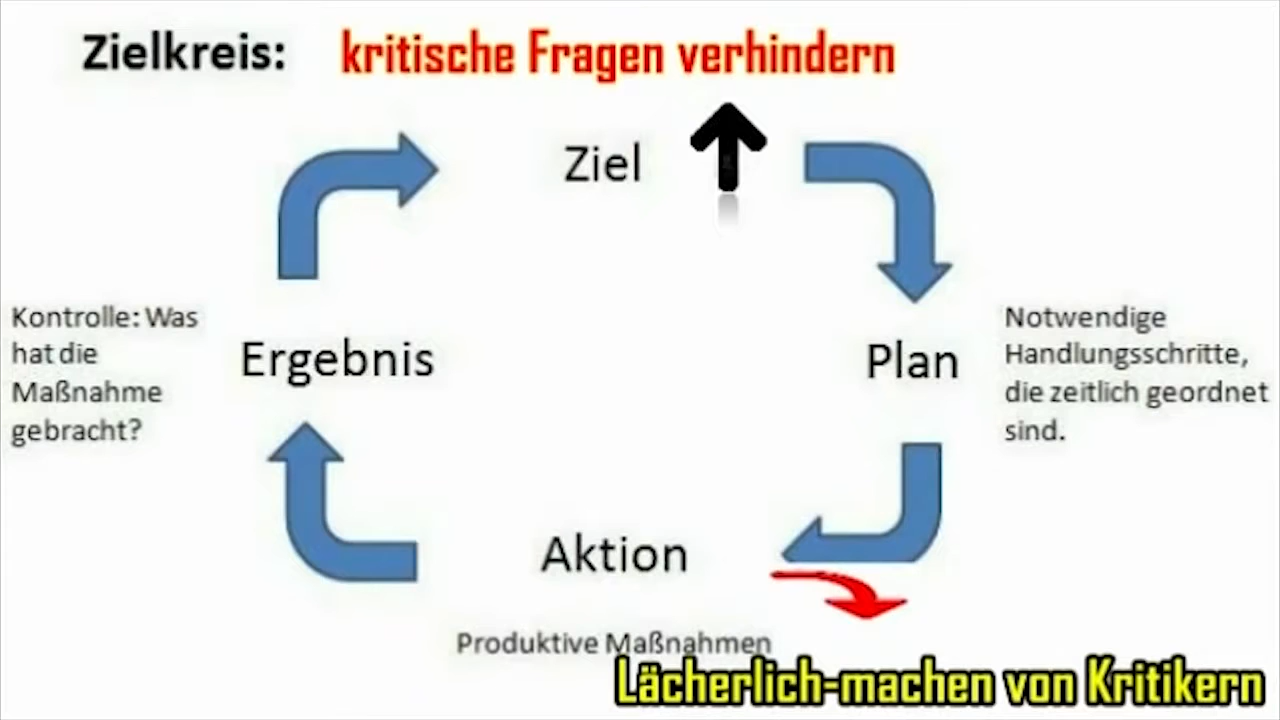 Zielkreis: kritische Fragen verhindern
Ziel
Kontrolle: Was
hat die
Maßnahme
gebracht?
Ergebnis
Plan
Notwendige
Handlungsschritte,
die zeitlich geordnet
sind.
Aktion
Produktive Maßnahmen
Lächerlich-machen von Kritikern